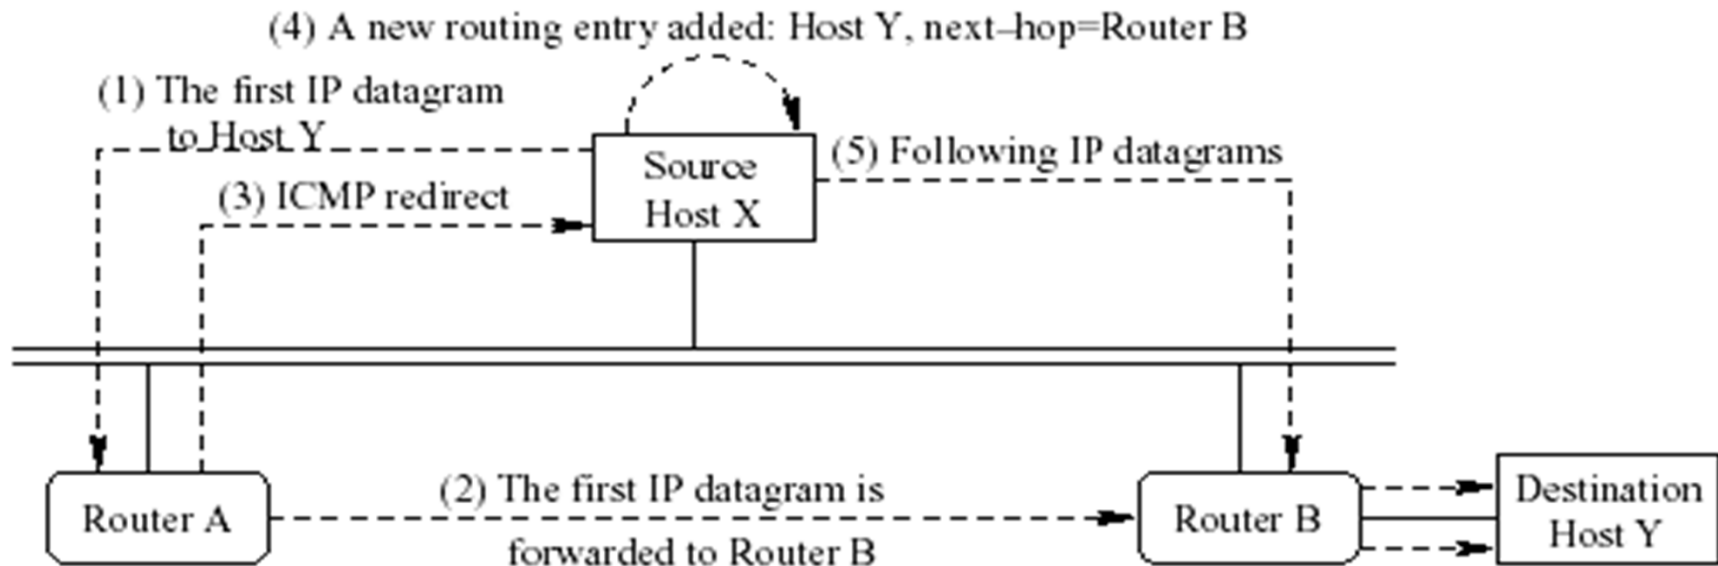 (4) A new routing entry added: Host Y, next–hop=Router B
(1) The first IP datagram
to Host Y
(3) ICMP redirect
Source
Host X
(5) Following IP datagrams
Router A
(2) The first IP datagram is
forwarded to Router B
Router B
Destination
Host Y